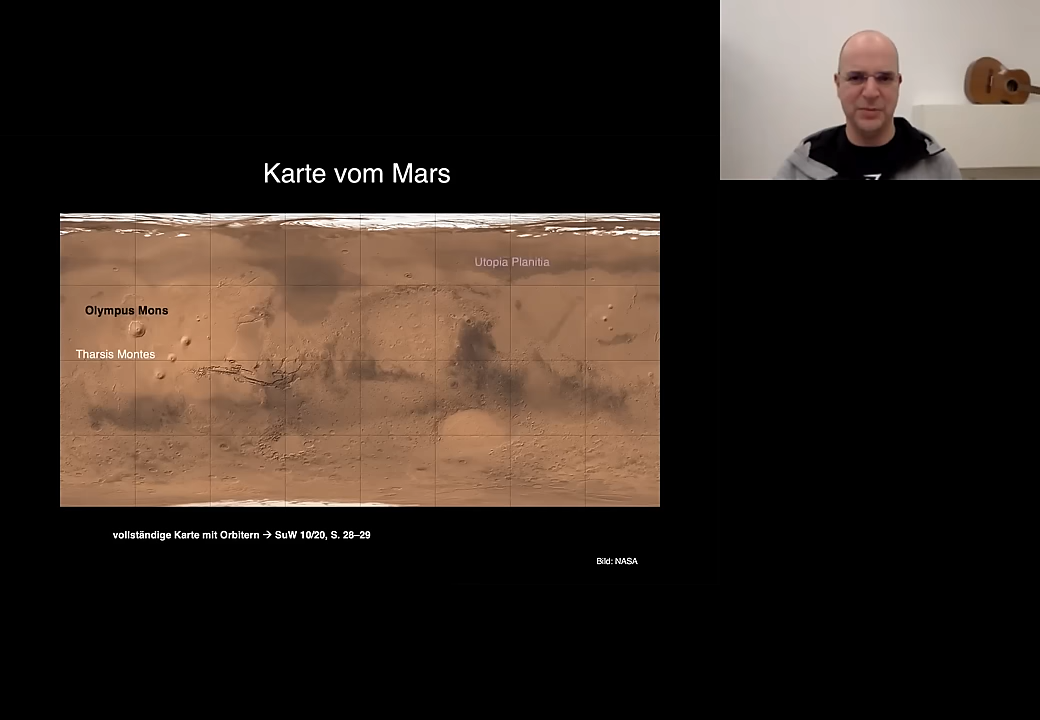 Karte vom Mars
Utopia Planitia
Olympus Mons
Tharsis Montes
vollständige Karte mit Orbitern → SuW 10/20, S. 28–29
Bild: NASA